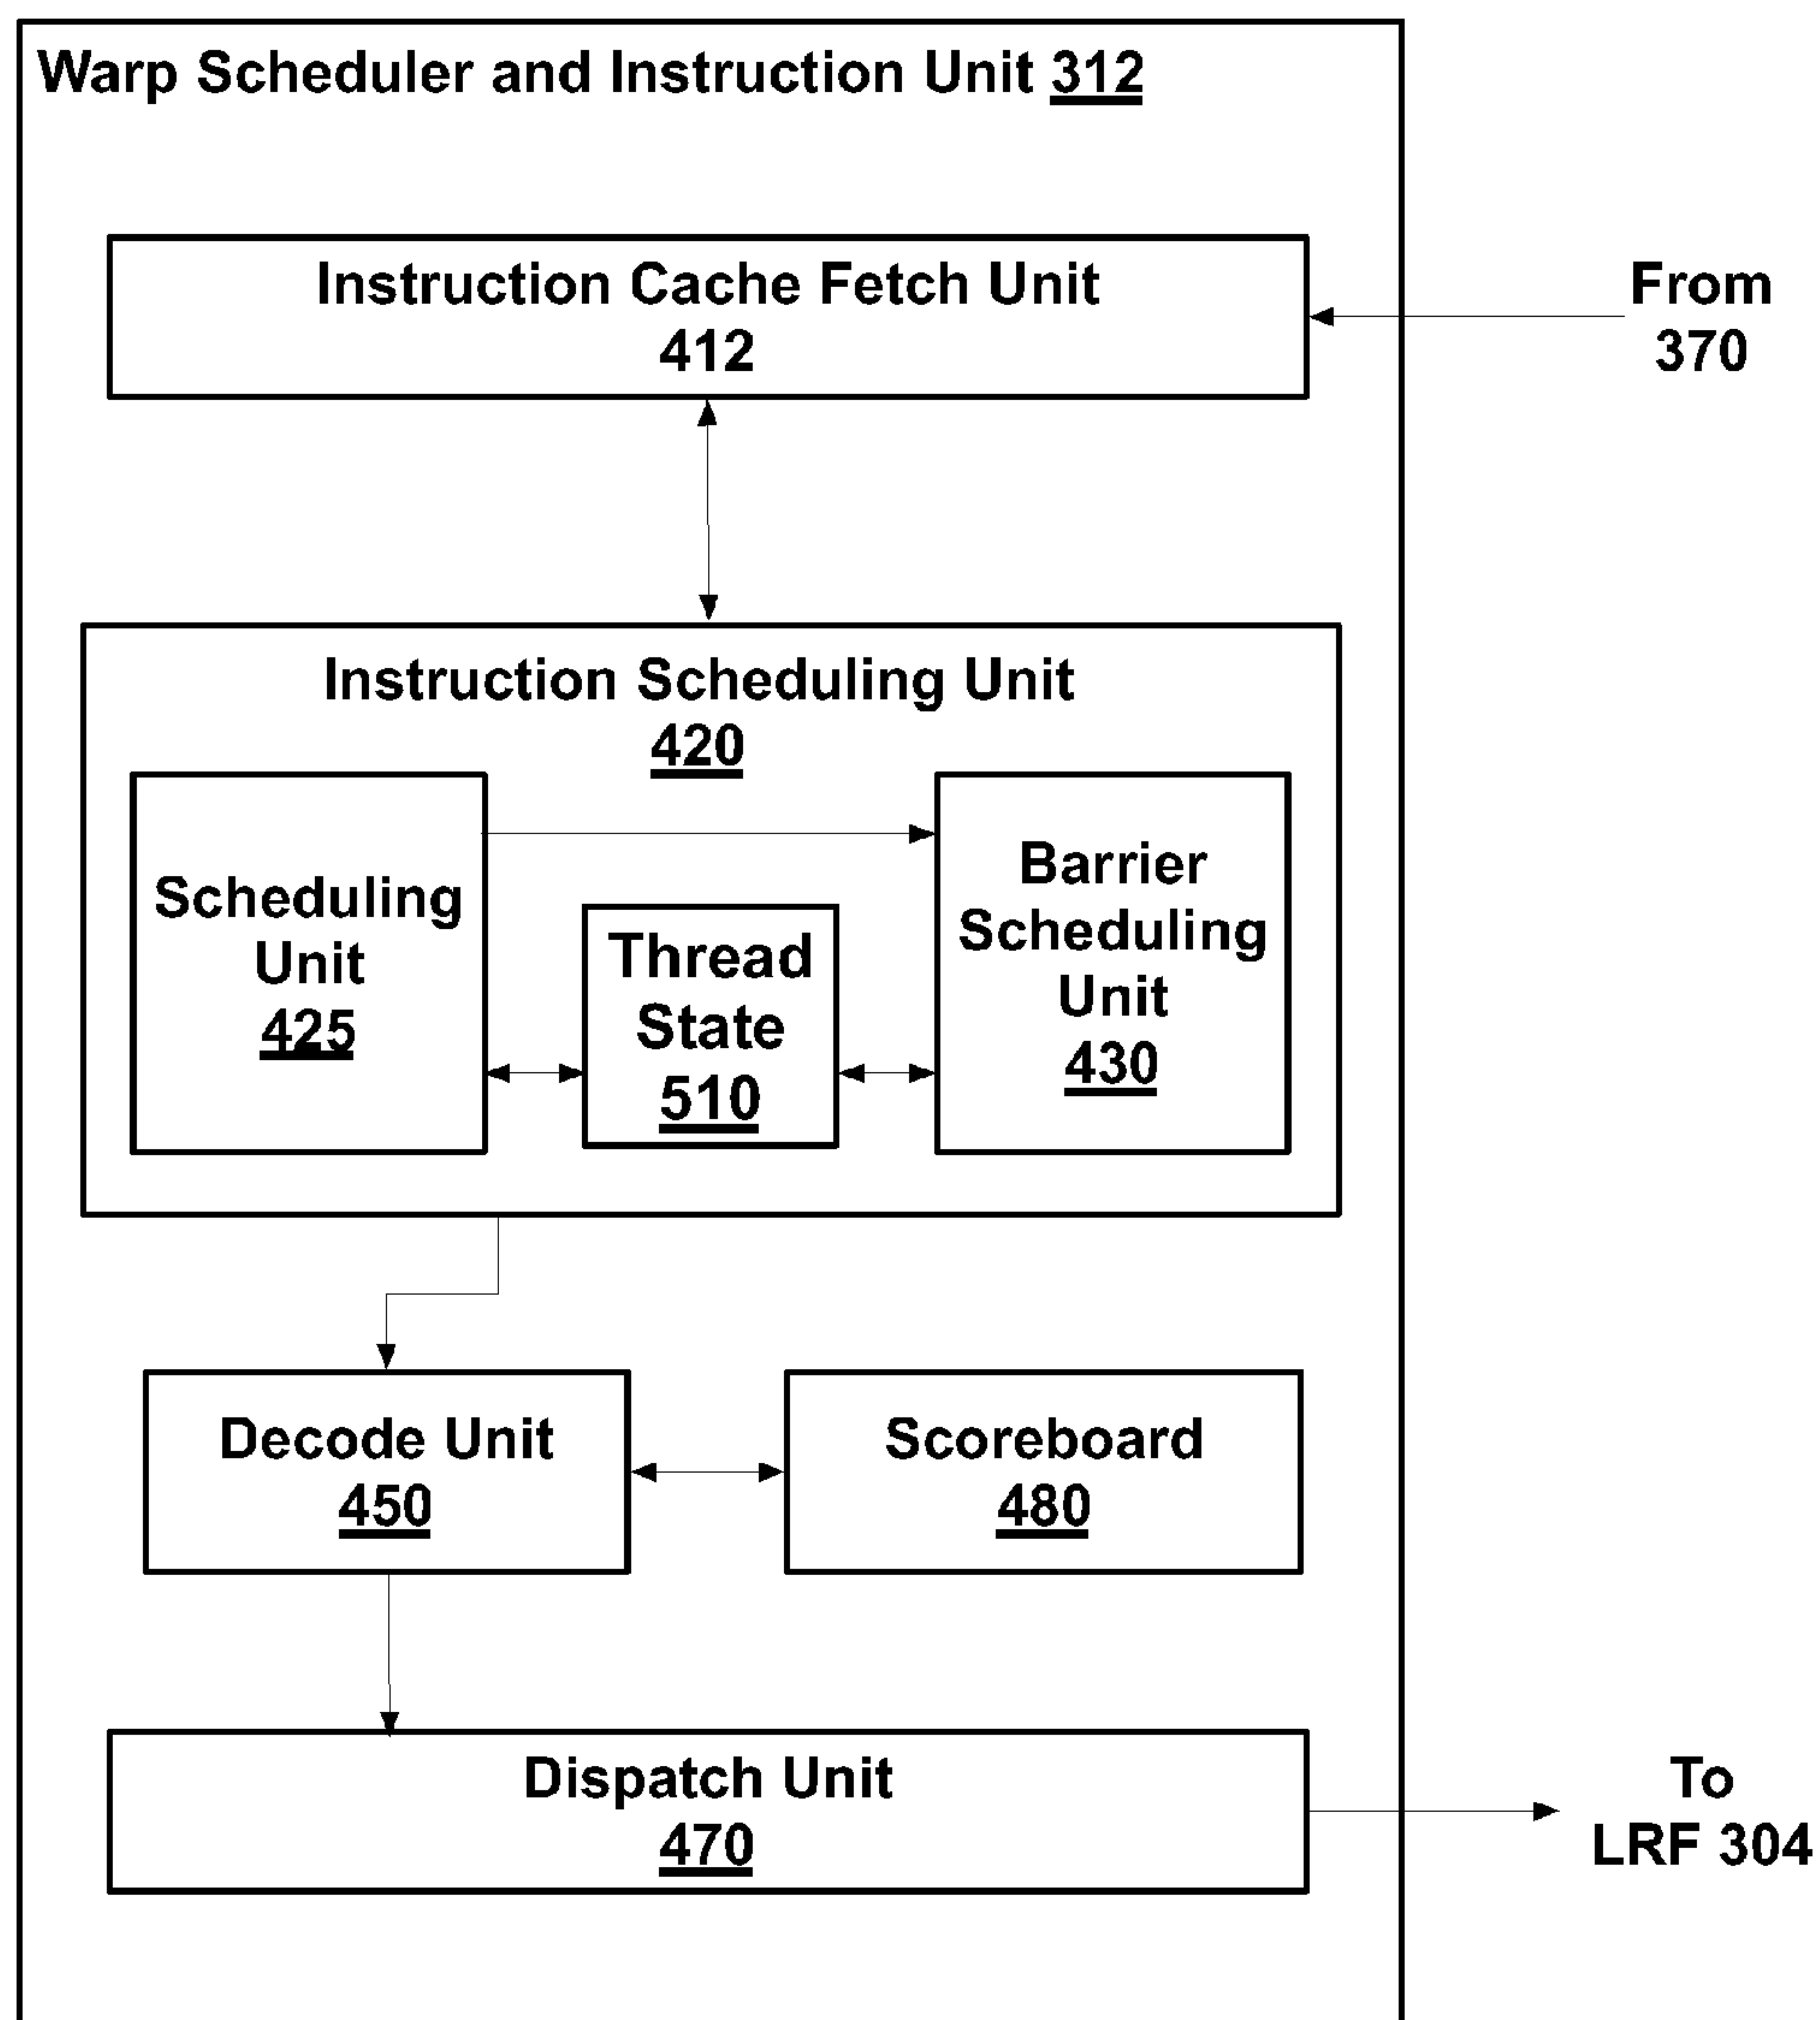 Warp Scheduler and Instruction Unit 312
Instruction Cache Fetch Unit
412
From
370
Instruction Scheduling Unit
420
Scheduling
Unit
425
Thread
State
510
Barrier
Scheduling
Unit
430
Decode Unit
450
Scoreboard
480
Dispatch Unit
470
To
LRF 304